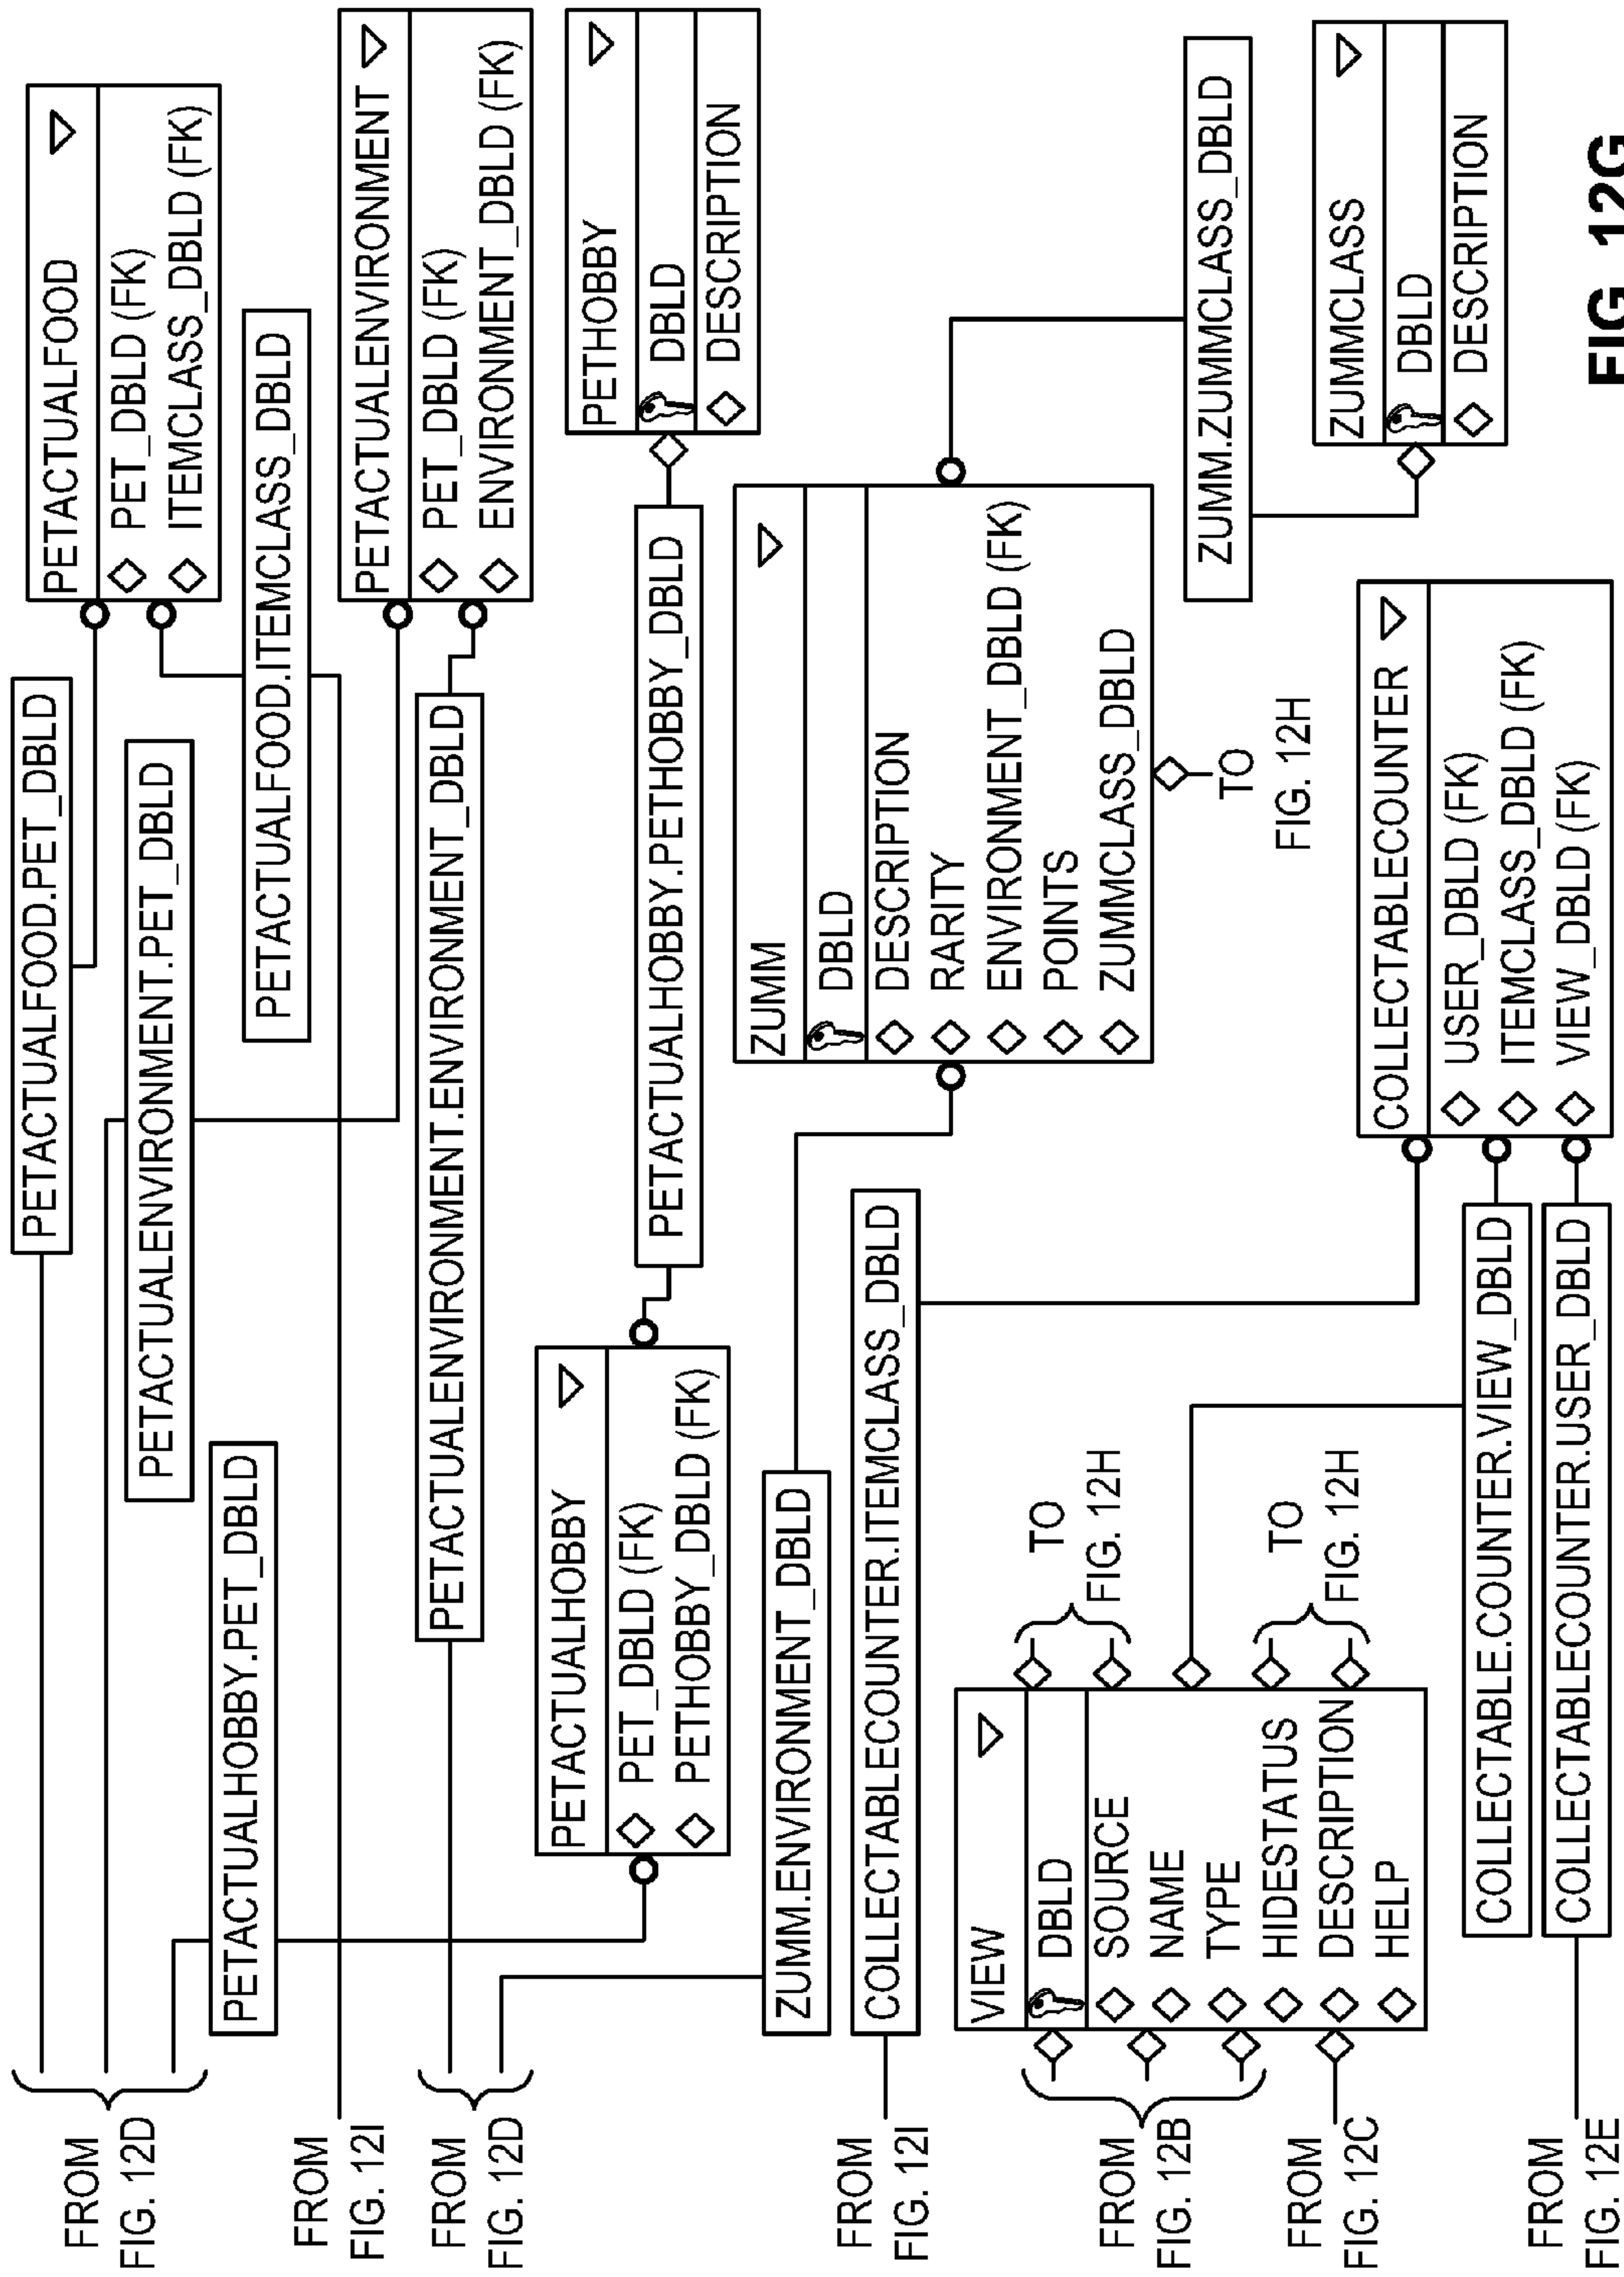 FROM
FIG. 12D
PETACTUALFOOD.PET_DBLD
PETACTUALFOOD
PET_DBLD (FK)
ITEMCLASS_DBLD (FK)
PETACTUALENVIRONMENT.PET_DBLD
PETACTUALHOBBY.PET_DBLD
FROM
FIG. 12I
PETACTUALFOOD.ITEMCLASS_DBLD
PETACTUALENVIRONMENT
PET_DBLD (FK)
ENVIRONMENT_DBLD (FK)
FROM
FIG. 12D
PETACTUALENVIRONMENT.ENVIRONMENT_DBLD
PETACTUALHOBBY
PET_DBLD (FK)
PETHOBBY_DBLD (FK)
PETACTUALHOBBY.PETHOBBY_DBLD
PETHOBBY
DBLD
DESCRIPTION
ZUMM.ENVIRONMENT_DBLD
ZUMM
DBLD
DESCRIPTION
RARITY
ENVIRONMENT_DBLD (FK)
POINTS
ZUMMCLASS_DBLD
TO
FIG. 12H
FROM
FIG. 12I
COLLECTABLECOUNTER.ITEMCLASS_DBLD
ZUMM.ZUMMCLASS_DBLD
ZUMMCLASS
DBLD
DESCRIPTION
FROM
FIG. 12B
FROM
FIG. 12C
VIEW
DBLD
SOURCE
NAME
TYPE
HIDESTATUS
DESCRIPTION
HELP
TO
FIG. 12H
TO
FIG. 12H
COLLECTABLECOUNTER
USER_DBLD (FK)
ITEMCLASS_DBLD (FK)
VIEW_DBLD (FK)
COLLECTABLE.COUNTER.VIEW_DBLD
FROM
FIG. 12E
COLLECTABLECOUNTER.USER_DBLD
FIG. 12G